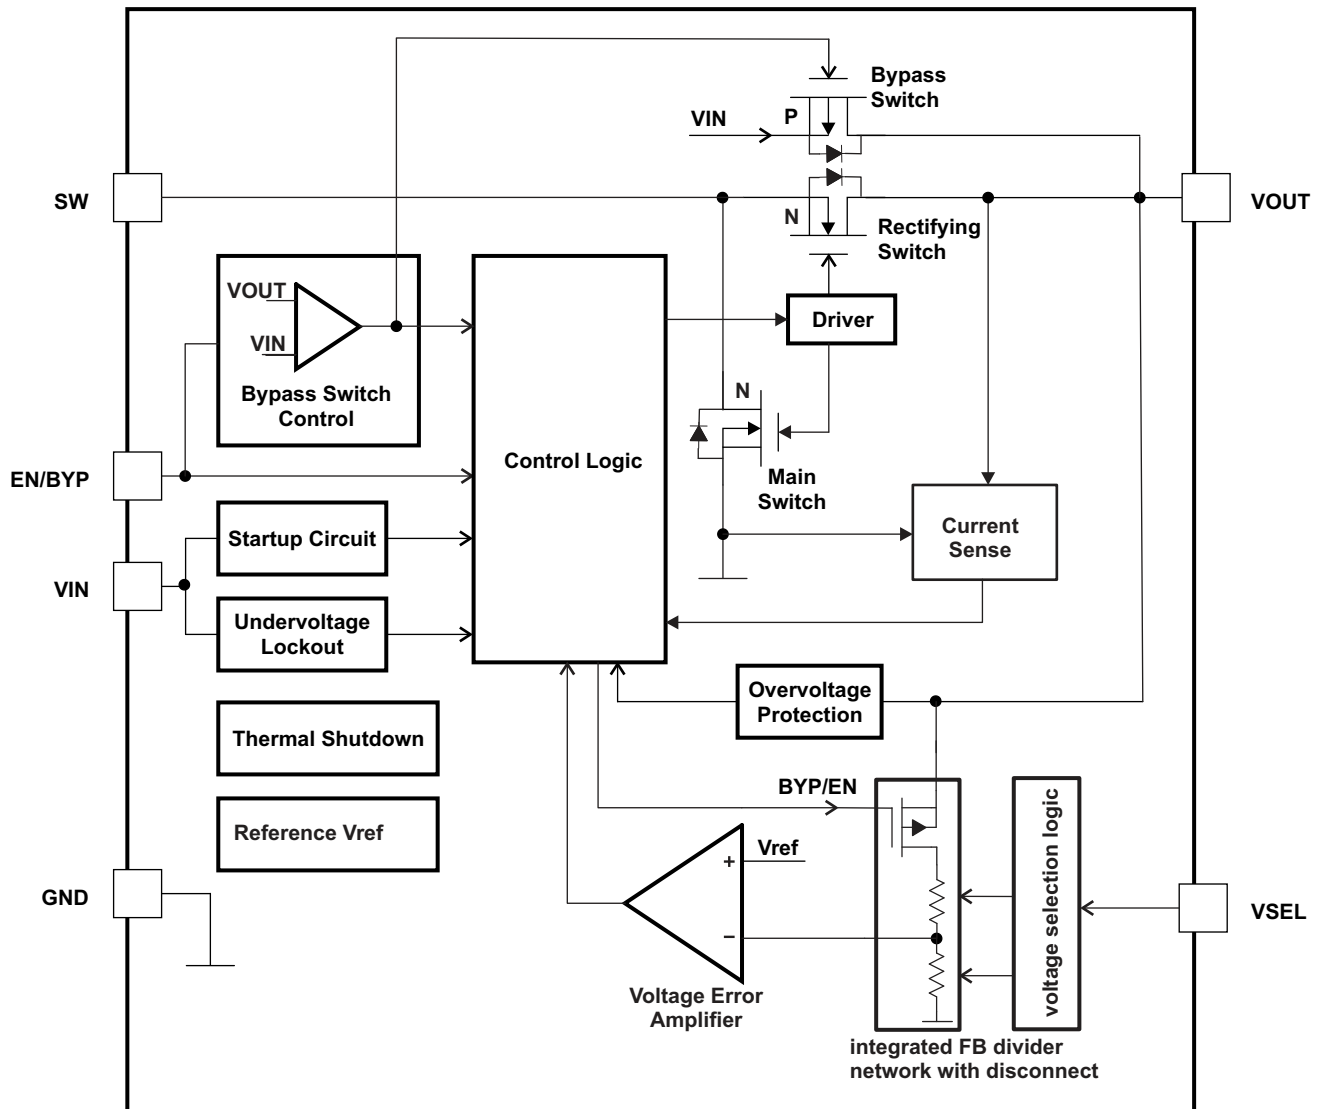 Bypass
Switch
VIN
P
SW
VOUT
N
Rectifying
Switch
VOUT
VIN
Bypass Switch
Control
Driver
N
Main
Switch
Control Logic
EN/BYP
Startup Circuit
Current
Sense
VIN
Undervoltage
Lockout
Overvoltage
Protection
Thermal Shutdown
BYP/EN
Reference Vref
+
Vref
−
Voltage Error
Amplifier
GND
voltage selection logic
VSEL
integrated FB divider
network with disconnect